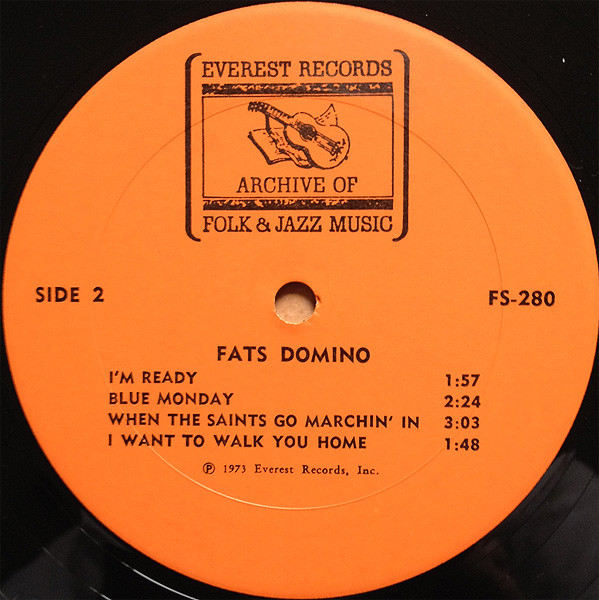 EVEREST RECORDS
ARCHIVE OF
FOLK & JAZZ MUSIC
SIDE 2
FS-280
FATS DOMINO
I'M READY 1:57
BLUE MONDAY 2:24
WHEN THE SAINTS GO MARCHIN' IN 3:03
I WANT TO WALK YOU HOME 1:48
℗ 1973 Everest Records, Inc.